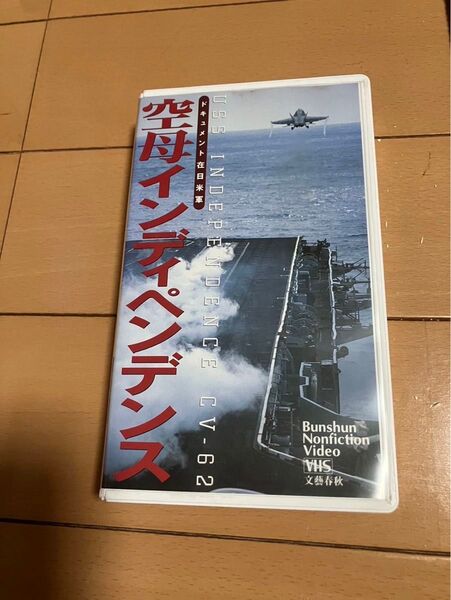 ドキュメント在日米軍
空母インディペンデンス
USS INDEPENDENCE CV-62
Bunshun
Nonfiction
Video
VHS
文藝春秋